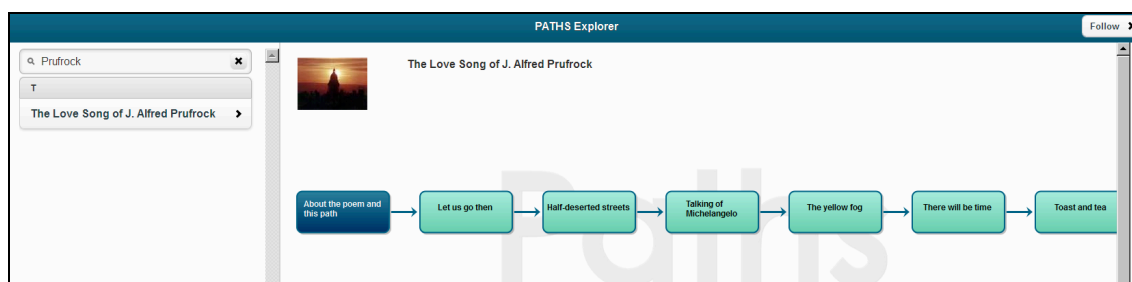 PATHS Explorer
Follow
Prufrock
T
The Love Song of J. Alfred Prufrock
The Love Song of J. Alfred Prufrock
Paths
About the poem and
this path
Let us go then
Half-deserted streets
Talking of
Michelangelo
The yellow fog
There will be time
Toast and tea